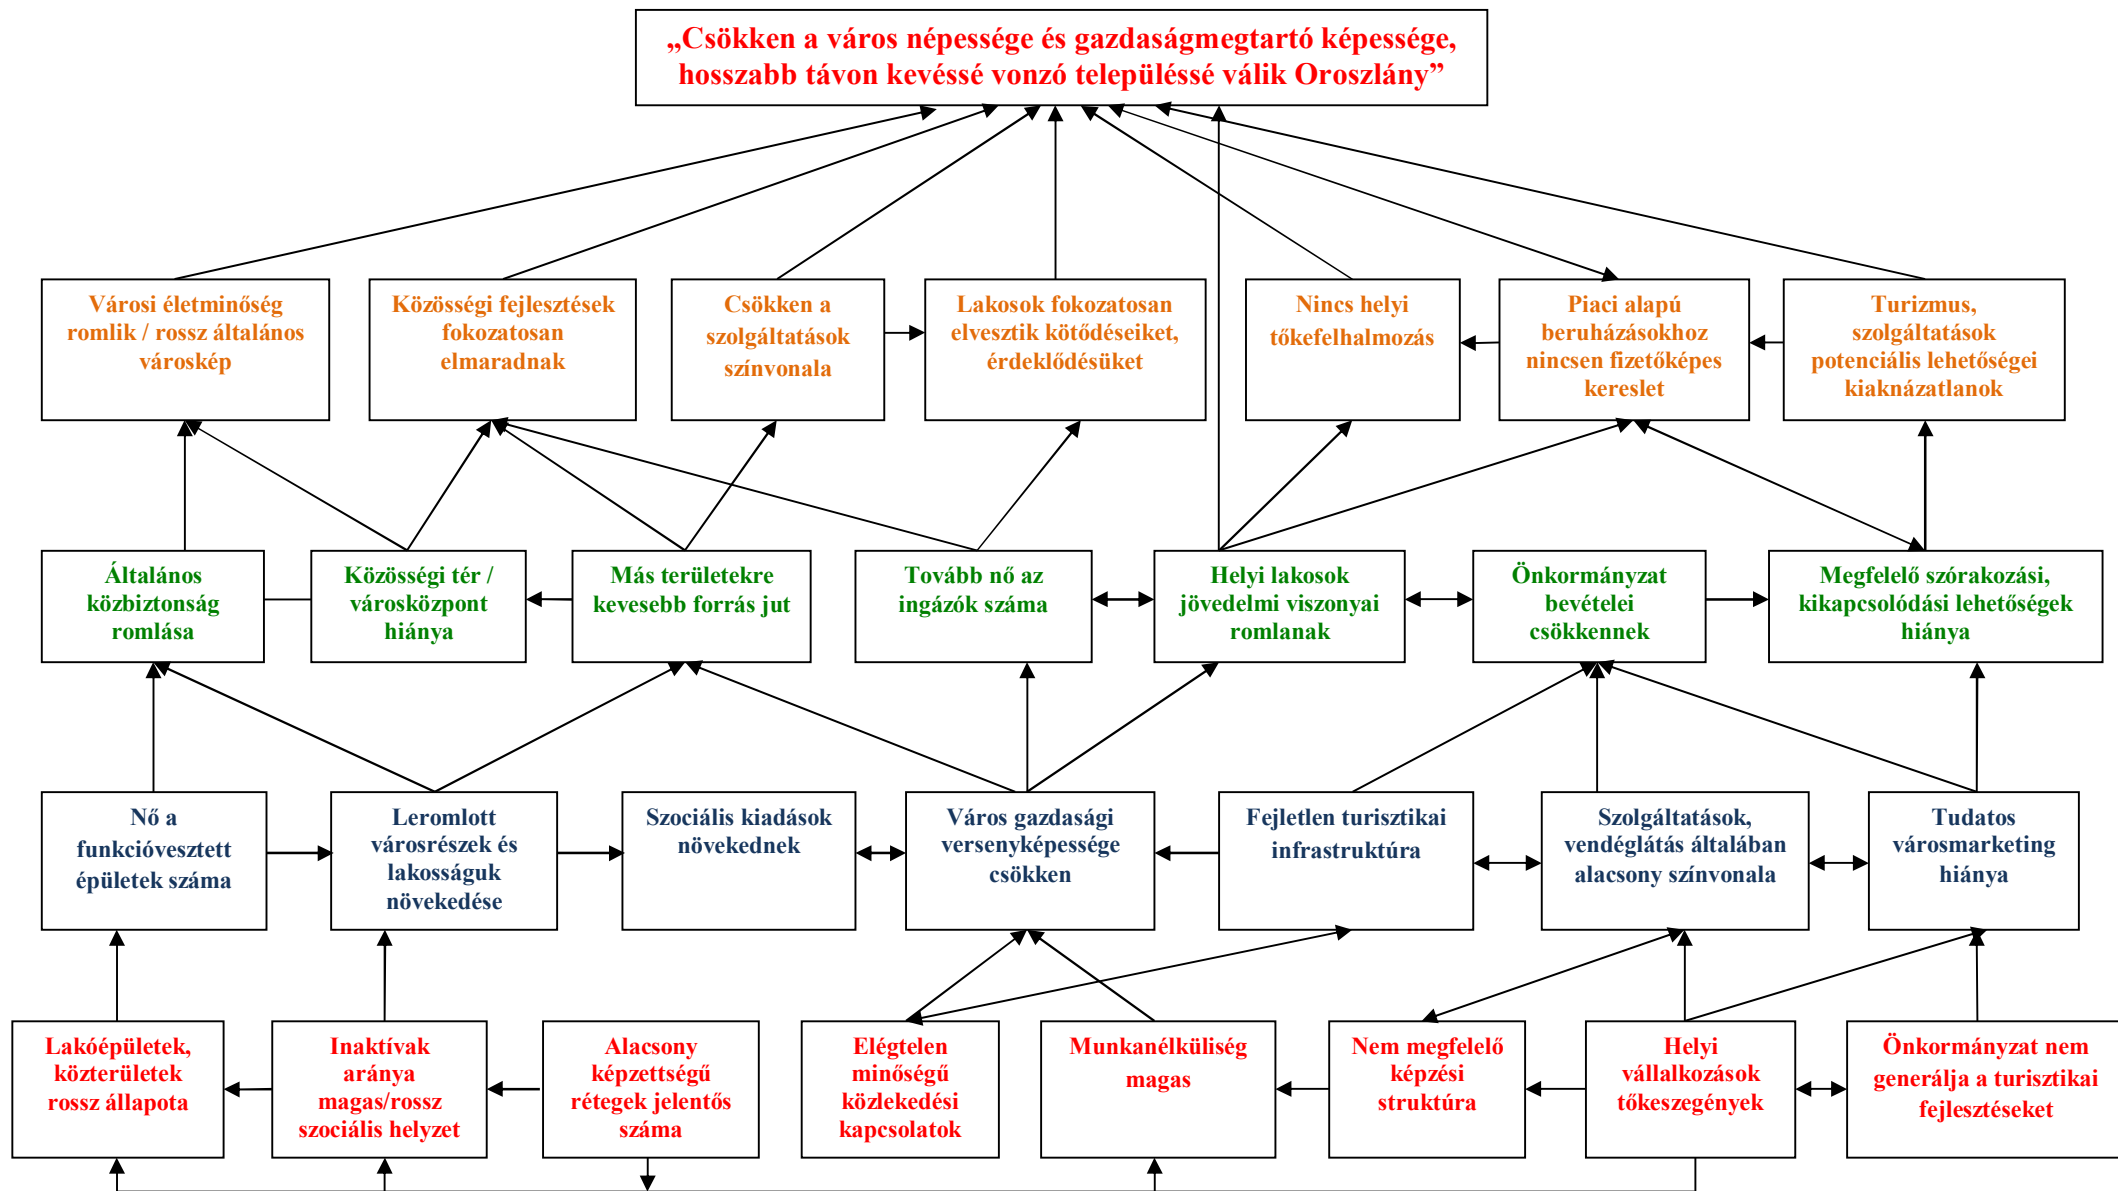 „Csökken a város népessége és gazdaságmegtartó képessége,
hosszabb távon kevéssé vonzó településsé válik Oroszlány”
Városi életminőség
romlik / rossz általános
városkép
Közösségi fejlesztések
fokozatosan
elmaradnak
Csökken a
szolgáltatások
színvonala
Lakosok fokozatosan
elvesztik kötődéseiket,
érdeklődésüket
Nincs helyi
tőkefelhalmozás
Piaci alapú
beruházásokhoz
nincsen fizetőképes
kereslet
Turizmus,
szolgáltatások
potenciális lehetőségei
kiaknázatlanok
Általános
közbiztonság
romlása
Közösségi tér /
városközpont
hiánya
Más területekre
kevesebb forrás jut
Tovább nő az
ingázók száma
Helyi lakosok
jövedelmi viszonyai
romlanak
Önkormányzat
bevételei
csökkennek
Megfelelő szórakozási,
kikapcsolódási lehetőségek
hiánya
Nő a
funkcióvesztett
épületek száma
Leromlott
városrészek és
lakosságuk
növekedése
Szociális kiadások
növekednek
Város gazdasági
versenyképessége
csökken
Fejletlen turisztikai
infrastruktúra
Szolgáltatások,
vendéglátás általában
alacsony színvonala
Tudatos
városmarketing
hiánya
Lakóépületek,
közterületek
rossz állapota
Inaktívak
aránya
magas/rossz
szociális helyzet
Alacsony
képzettségű
rétegek jelentős
száma
Elégtelen
minőségű
közlekedési
kapcsolatok
Munkanélküliség
magas
Nem megfelelő
képzési
struktúra
Helyi
vállalkozások
tőkeszegények
Önkormányzat nem
generálja a turisztikai
fejlesztéseket